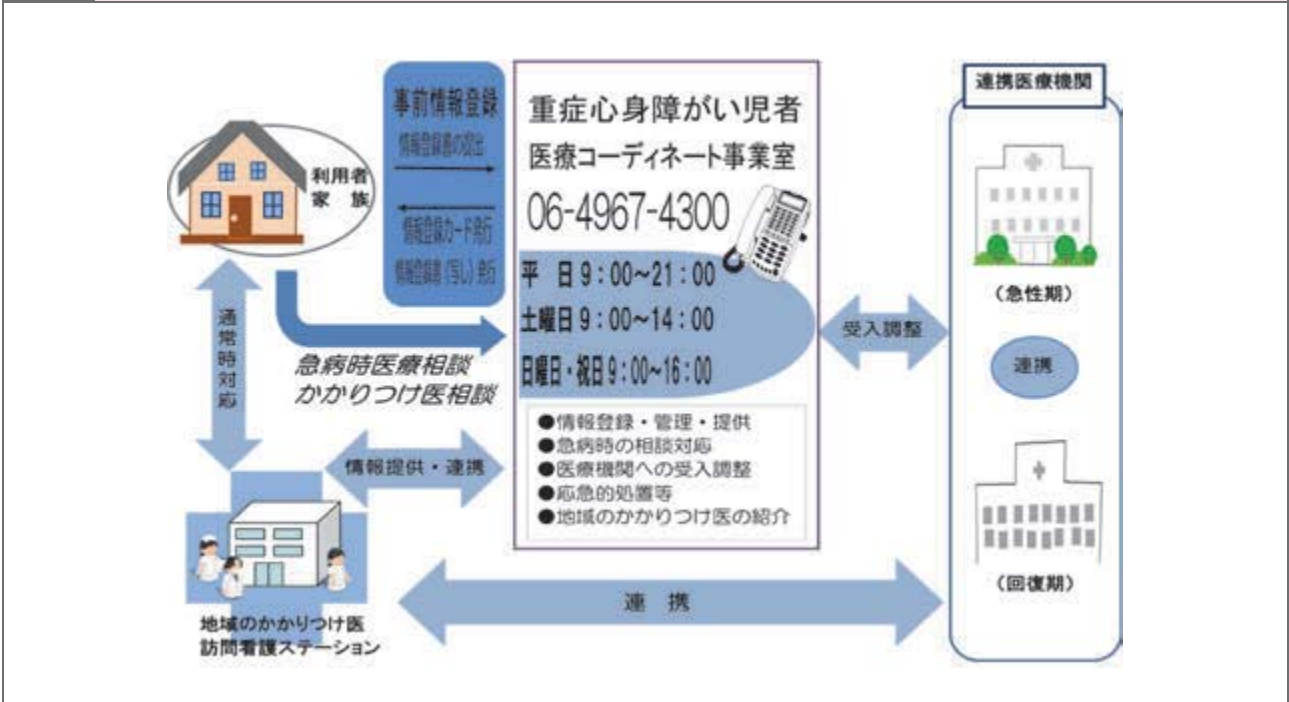 事前情報登録
情報登録書の提出
情報登録カード発行
情報登録書(写し)発行
利用者
家 族
重症心身障がい児者
医療コーディネート事業室
06-4967-4300
平 日 9:00~21:00
土曜日 9:00~14:00
日曜日・祝日 9:00~16:00
●情報登録・管理・提供
●急病時の相談対応
●医療機関への受入調整
●応急的処置等
●地域のかかりつけ医の紹介
連携医療機関
(急性期)
連携
(回復期)
受入調整
通常時対応
急病時医療相談
かかりつけ医相談
情報提供・連携
連 携
地域のかかりつけ医
訪問看護ステーション